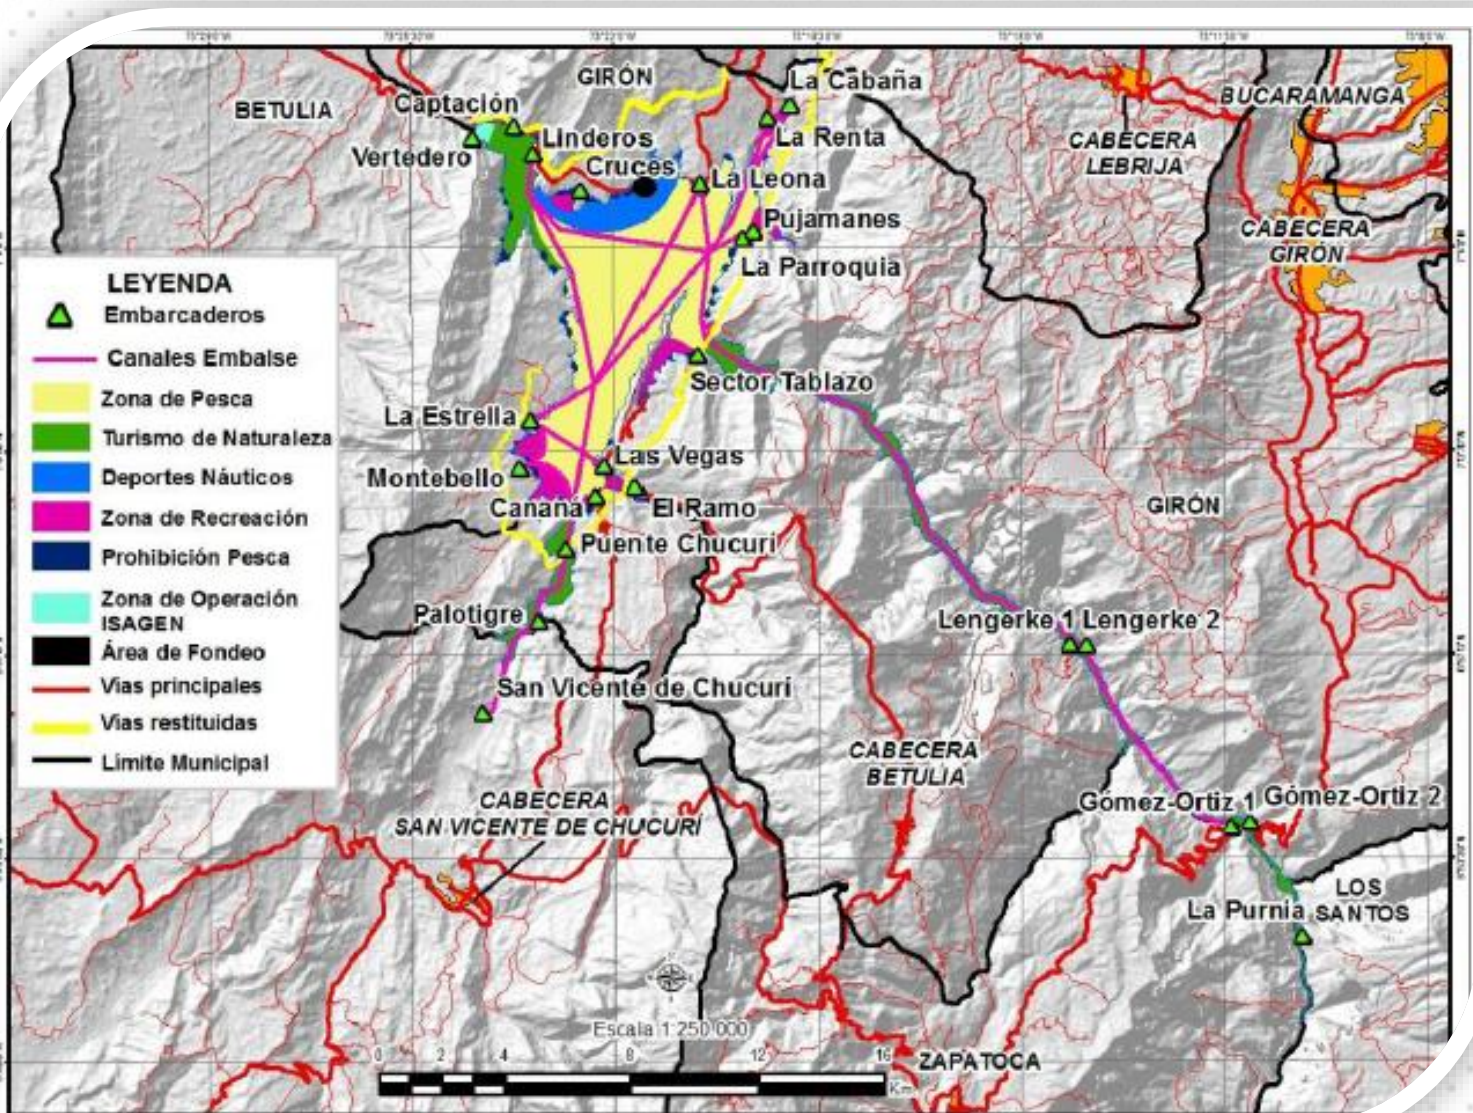 GIRÓN
La Cabaña
BETULIA
Captación
BUCARAMANGA
Linderos
La Renta
CABECERA
LEBRIJA
Vertedero
Cruces
La Leona
Pujamanes
CABECERA
GIRÓN
La Parroquia
LEYENDA
Embarcaderos
Canales Embalse
Zona de Pesca
Turismo de Naturaleza
Deportes Náuticos
Zona de Recreación
Prohibición Pesca
Zona de Operación
ISAGEN
Área de Fondeo
Vias principales
Vias restituidas
Límite Municipal
Sector Tablazo
La Estrella
Las Vegas
Montebello
Cananá
El Ramo
GIRÓN
Puente Chucurí
Palotigre
Lengerke 1
Lengerke 2
San Vicente de Chucurí
CABECERA
BETULIA
CABECERA
SAN VICENTE DE CHUCURÍ
Gómez-Ortiz 1
Gómez-Ortiz 2
LOS
SANTOS
La Purnia
Escala 1:250.000
0 2 4 8 12 16
Km
ZAPATOCA